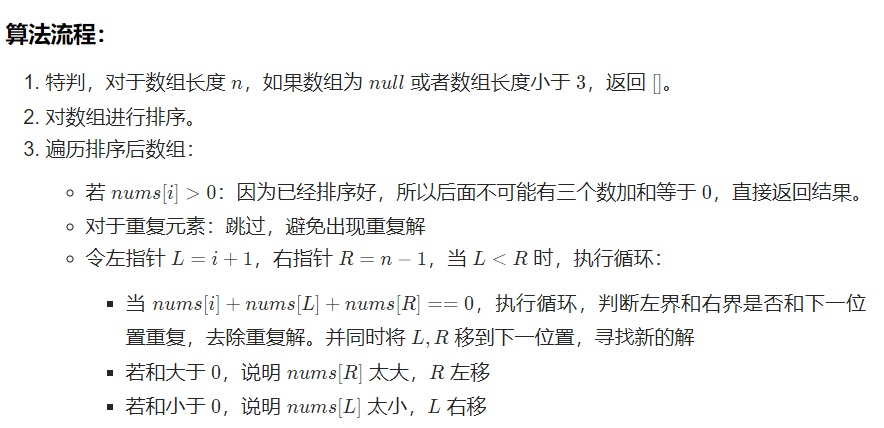 算法流程：
1. 特判，对于数组长度 n，如果数组为 null 或者数组长度小于 3，返回 []。
2. 对数组进行排序。
3. 遍历排序后数组：
○ 若 nums[i] > 0：因为已经排序好，所以后面不可能有三个数加和等于 0，直接返回结果。
○ 对于重复元素：跳过，避免出现重复解
○ 令左指针 L = i + 1，右指针 R = n − 1，当 L < R 时，执行循环：
■ 当 nums[i] + nums[L] + nums[R] == 0，执行循环，判断左界和右界是否和下一位
置重复，去除重复解。并同时将 L, R 移到下一位置，寻找新的解
■ 若和大于 0，说明 nums[R] 太大，R 左移
■ 若和小于 0，说明 nums[L] 太小，L 右移